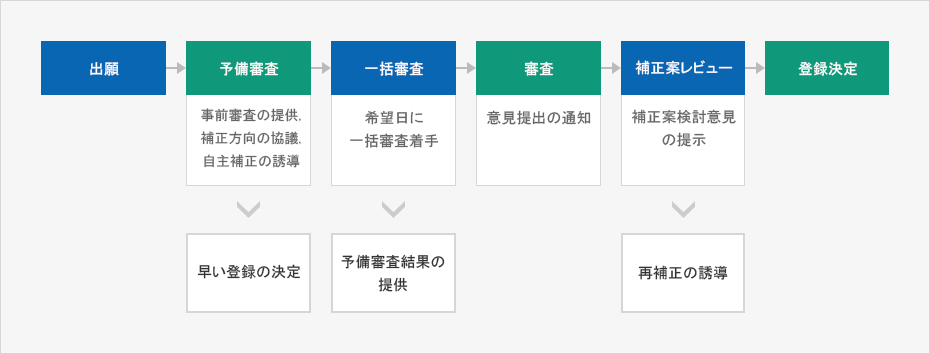 出願
予備審査
一括審査
審査
補正案レビュー
登録決定
事前審査の提供,
補正方向の協議,
自主補正の誘導
希望日に
一括審査着手
意見提出の通知
補正案検討意見
の提示
早い登録の決定
予備審査結果の
提供
再補正の誘導